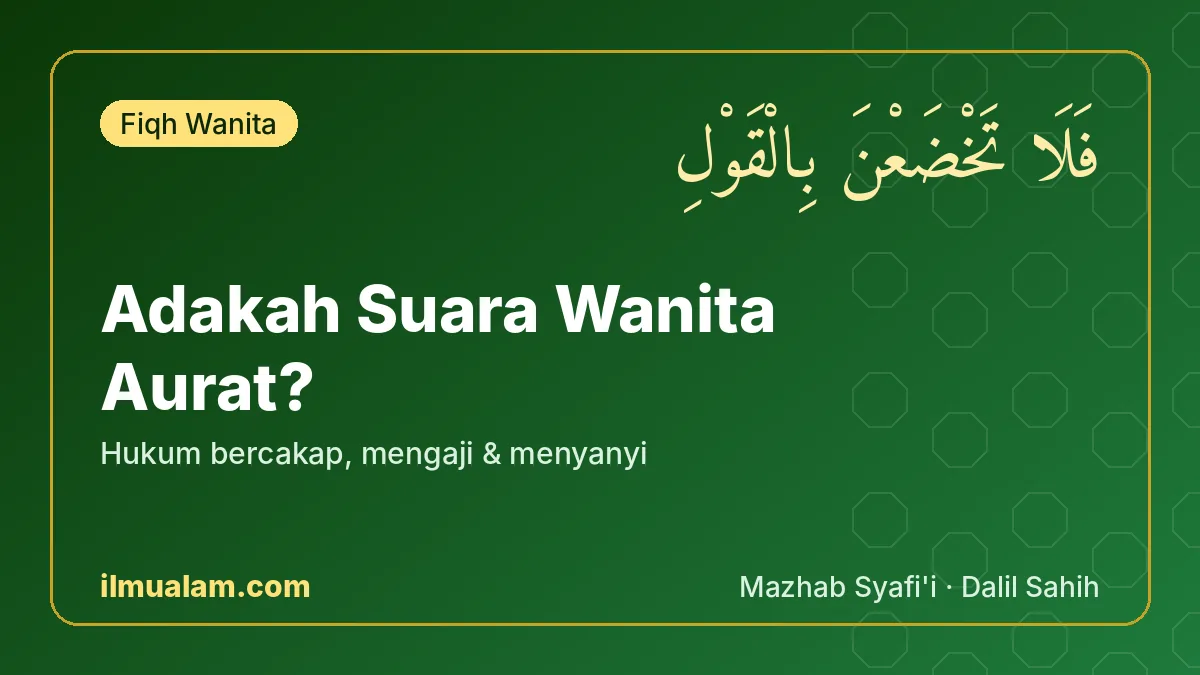 Fiqh Wanita
فَلَا تَخْضَعْنَ بِالْقَوْلِ
Adakah Suara Wanita
Aurat?
Hukum bercakap, mengaji & menyanyi
ilmualam.com
Mazhab Syafi'i · Dalil Sahih